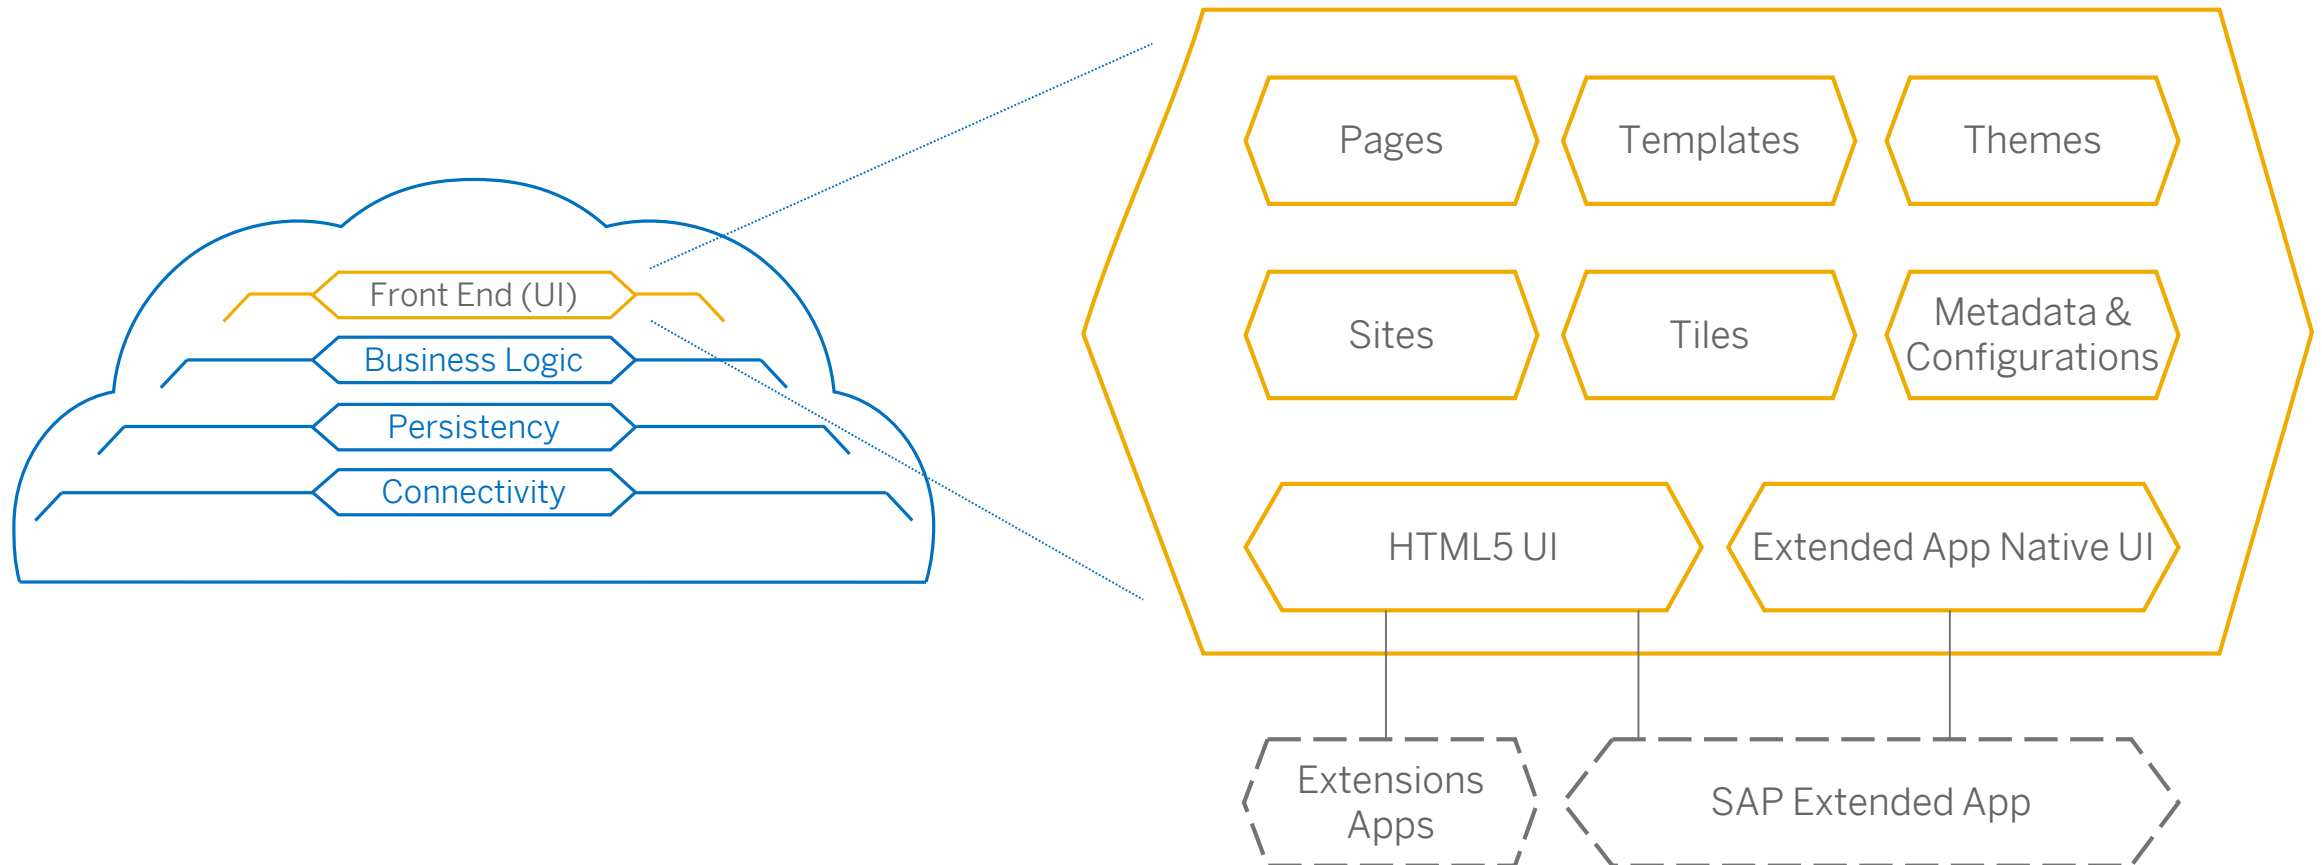 Front End (UI)
Business Logic
Persistency
Connectivity
Pages
Templates
Themes
Sites
Tiles
Metadata &
Configurations
HTML5 UI
Extended App Native UI
Extensions
Apps
SAP Extended App